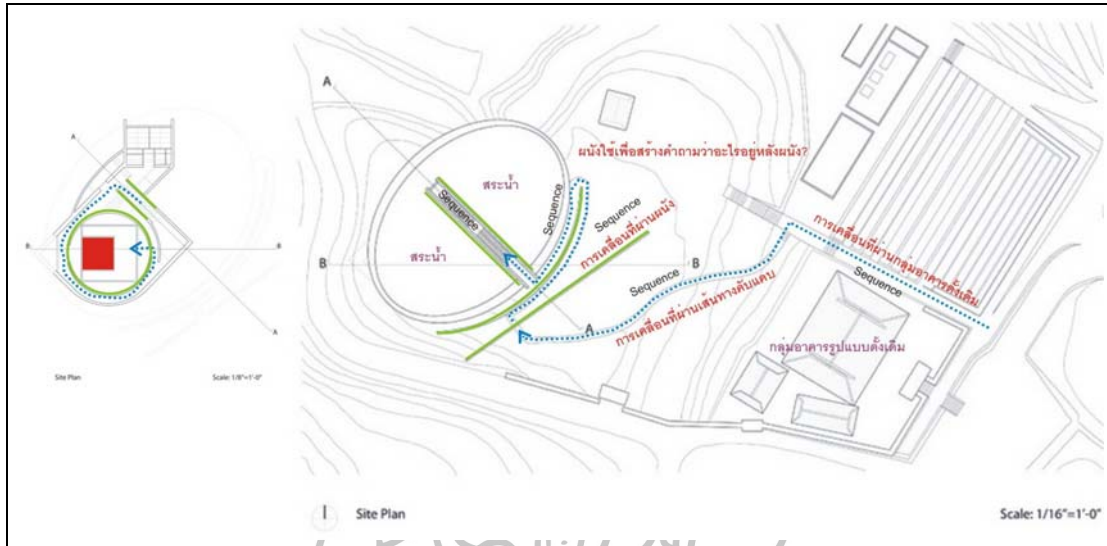 A
B
B
A
Site Plan
Scale: 1/8"=1'-0"
A
ผนังใช้เพื่อสร้างคำถามว่าอะไรอยู่หลังผนัง?
สระน้ำ
Sequence
Sequence
Sequence
การเคลื่อนที่ผ่านผนัง
สระน้ำ
B
B
การเคลื่อนที่ผ่านกลุ่มอาคารดั้งเดิม
Sequence
Sequence
การเคลื่อนที่ผ่านเส้นทางคับแคบ
A
กลุ่มอาคารรูปแบบดั้งเดิม
Site Plan
Scale: 1/16"=1'-0"